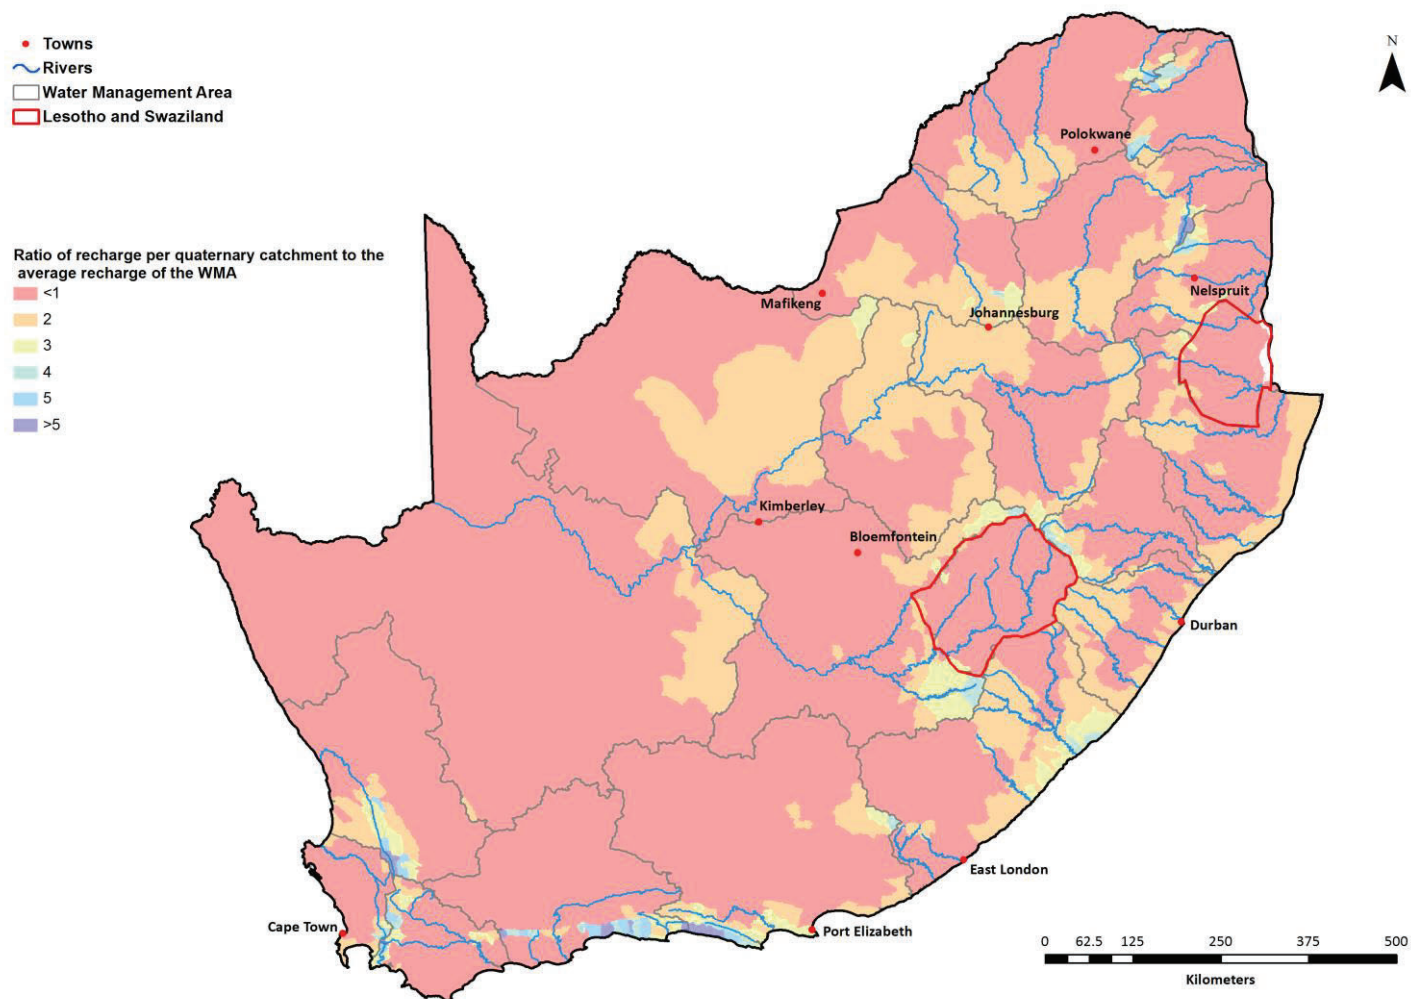 Towns
Rivers
Water Management Area
Lesotho and Swaziland
N
Polokwane
Ratio of recharge per quaternary catchment to the
average recharge of the WMA
<1
2
3
4
5
>5
Mafikeng
Nelspruit
Johannesburg
Kimberley
Bloemfontein
Durban
East London
Cape Town
Port Elizabeth
0 62.5 125 250 375 500
Kilometers